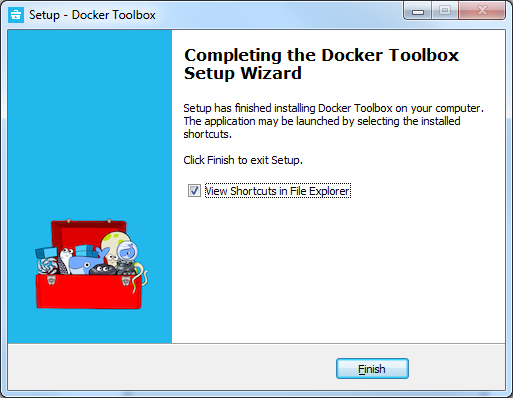 Setup - Docker Toolbox
Completing the Docker Toolbox
Setup Wizard
Setup has finished installing Docker Toolbox on your computer.
The application may be launched by selecting the installed
shortcuts.
Click Finish to exit Setup.
View Shortcuts in File Explorer
Finish